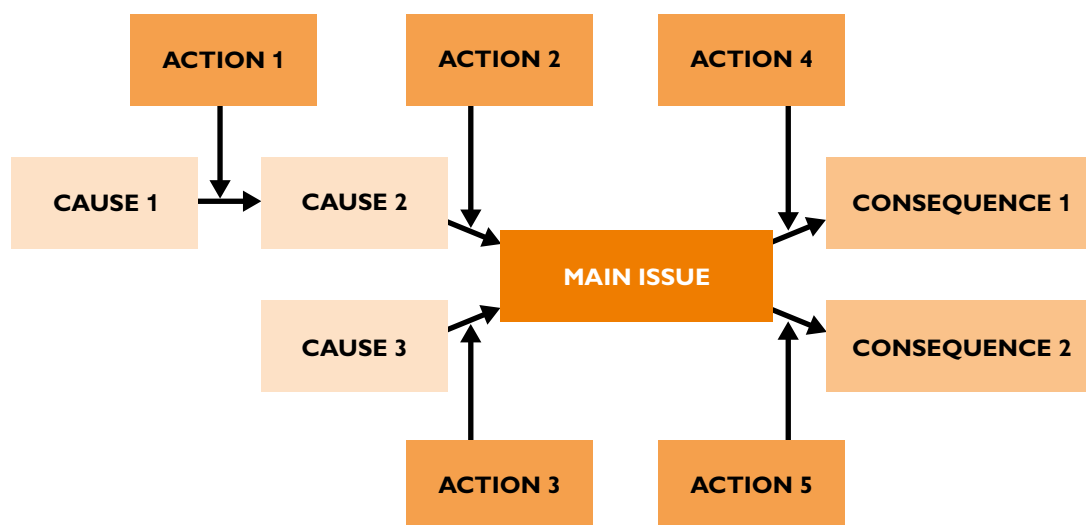 ACTION 1
ACTION 2
ACTION 4
CAUSE 1
CAUSE 2
CONSEQUENCE 1
MAIN ISSUE
CAUSE 3
CONSEQUENCE 2
ACTION 3
ACTION 5